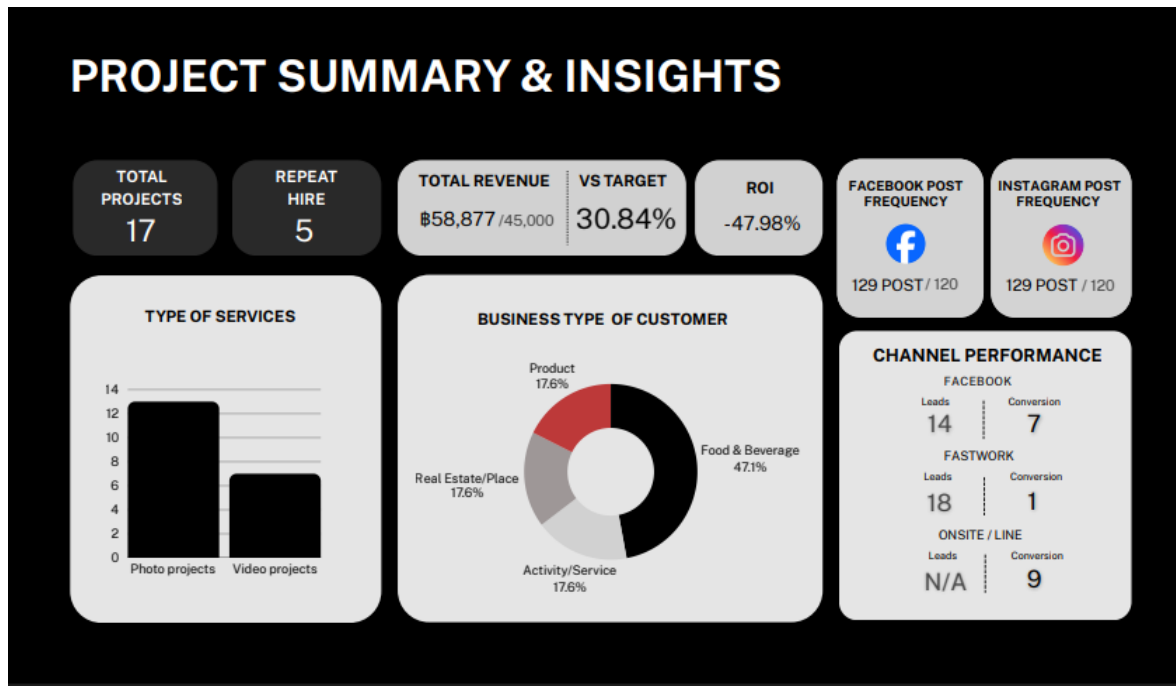 PROJECT SUMMARY & INSIGHTS
TOTAL
PROJECTS
17
REPEAT
HIRE
5
TOTAL REVENUE
฿58,877 /45,000
VS TARGET
30.84%
ROI
-47.98%
FACEBOOK POST
FREQUENCY
129 POST / 120
INSTAGRAM POST
FREQUENCY
129 POST / 120
TYPE OF SERVICES
14
12
10
8
6
4
2
0
Photo projects
Video projects
BUSINESS TYPE OF CUSTOMER
Product
17.6%
Food & Beverage
47.1%
Real Estate/Place
17.6%
Activity/Service
17.6%
CHANNEL PERFORMANCE
FACEBOOK
Leads
14
Conversion
7
FASTWORK
Leads
18
Conversion
1
ONSITE / LINE
Leads
N/A
Conversion
9